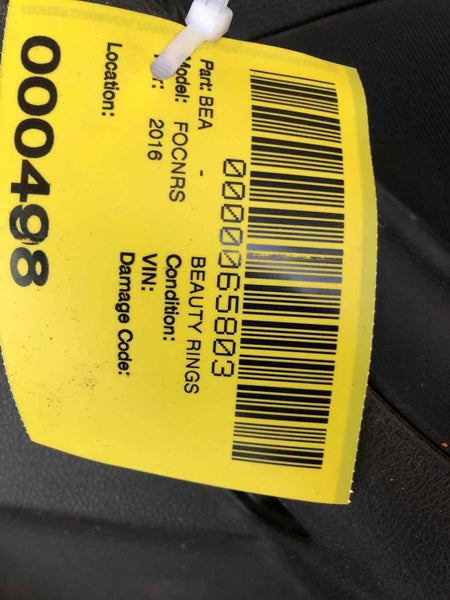 0000065803
Part: BEA - BEAUTY RINGS
Model: FOCNRS Condition:
2016 VIN:
Location: Damage Code:
000498